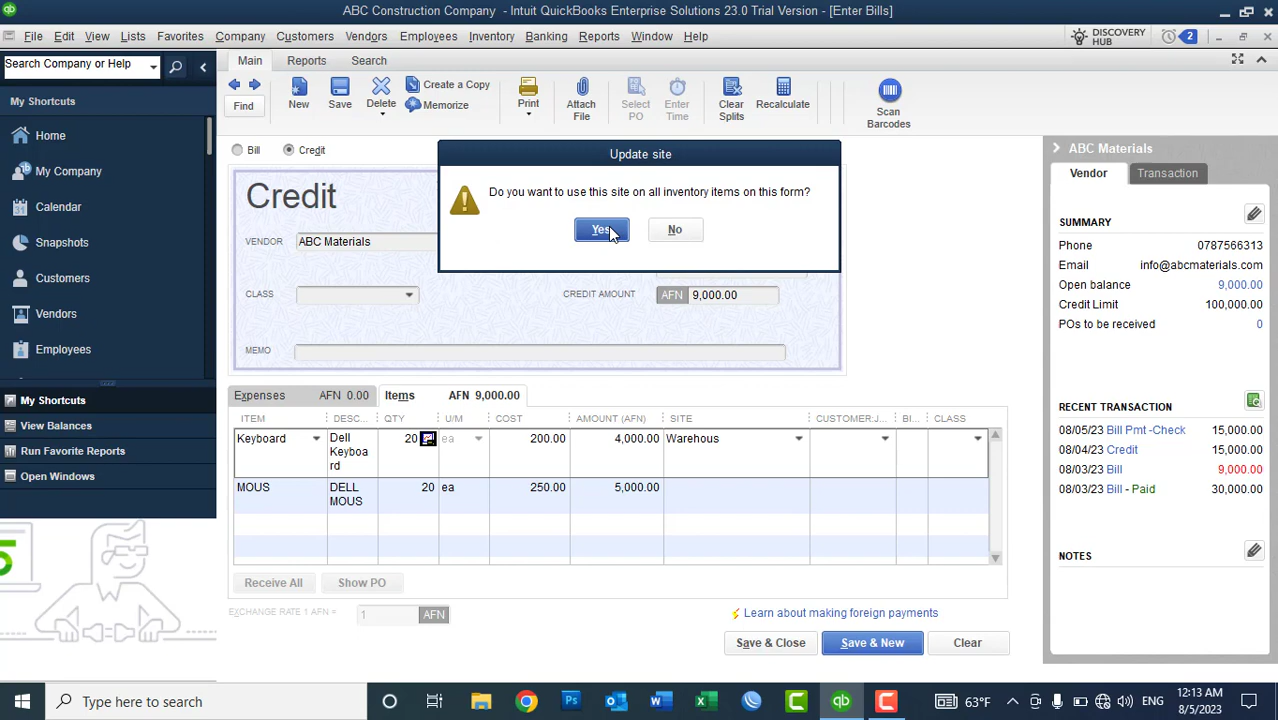 ABC Construction Company - Intuit QuickBooks Enterprise Solutions 23.0 Trial Version - [Enter Bills]
File Edit View Lists Favorites Company Customers Vendors Employees Inventory Banking Reports Window Help
DISCOVERY HUB
2
Search Company or Help
My Shortcuts
Home
My Company
Calendar
Snapshots
Customers
Vendors
Employees
My Shortcuts
View Balances
Run Favorite Reports
Open Windows
Main Reports Search
Find
New
Save
Delete
Create a Copy
Memorize
Print
Attach File
Select PO
Enter Time
Clear Splits
Recalculate
Scan Barcodes
Bill Credit
Update site
Do you want to use this site on all inventory items on this form?
Yes No
Credit
VENDOR ABC Materials
CLASS
CREDIT AMOUNT AFN 9,000.00
MEMO
Expenses AFN 0.00 Items AFN 9,000.00
ITEM DESC... QTY U/M COST AMOUNT (AFN) SITE CUSTOMER:J... BI... CLASS
Keyboard Dell Keyboa rd 20 ea 200.00 4,000.00 Warehous
MOUS DELL MOUS 20 ea 250.00 5,000.00
Receive All Show PO
EXCHANGE RATE 1 AFN = 1 AFN
Learn about making foreign payments
Save & Close Save & New Clear
ABC Materials
Vendor Transaction
SUMMARY
Phone 0787566313
Email info@abcmaterials.com
Open balance 9,000.00
Credit Limit 100,000.00
POs to be received 0
RECENT TRANSACTION
08/05/23 Bill Pmt -Check 15,000.00
08/04/23 Credit 15,000.00
08/03/23 Bill 9,000.00
08/03/23 Bill - Paid 30,000.00
NOTES
Type here to search
63°F
ENG
12:13 AM
8/5/2023